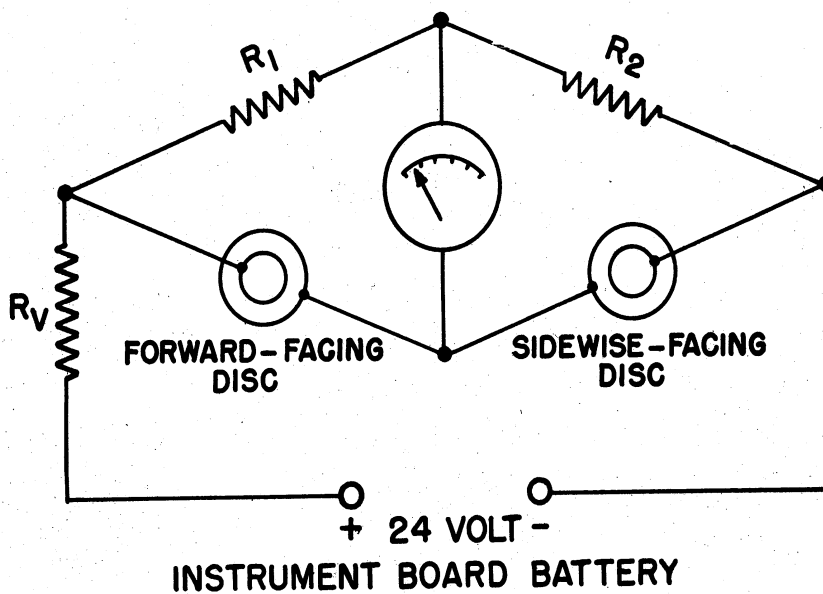 R1
R2
RV
FORWARD-FACING
DISC
SIDEWISE-FACING
DISC
+ 24 VOLT -
INSTRUMENT BOARD BATTERY